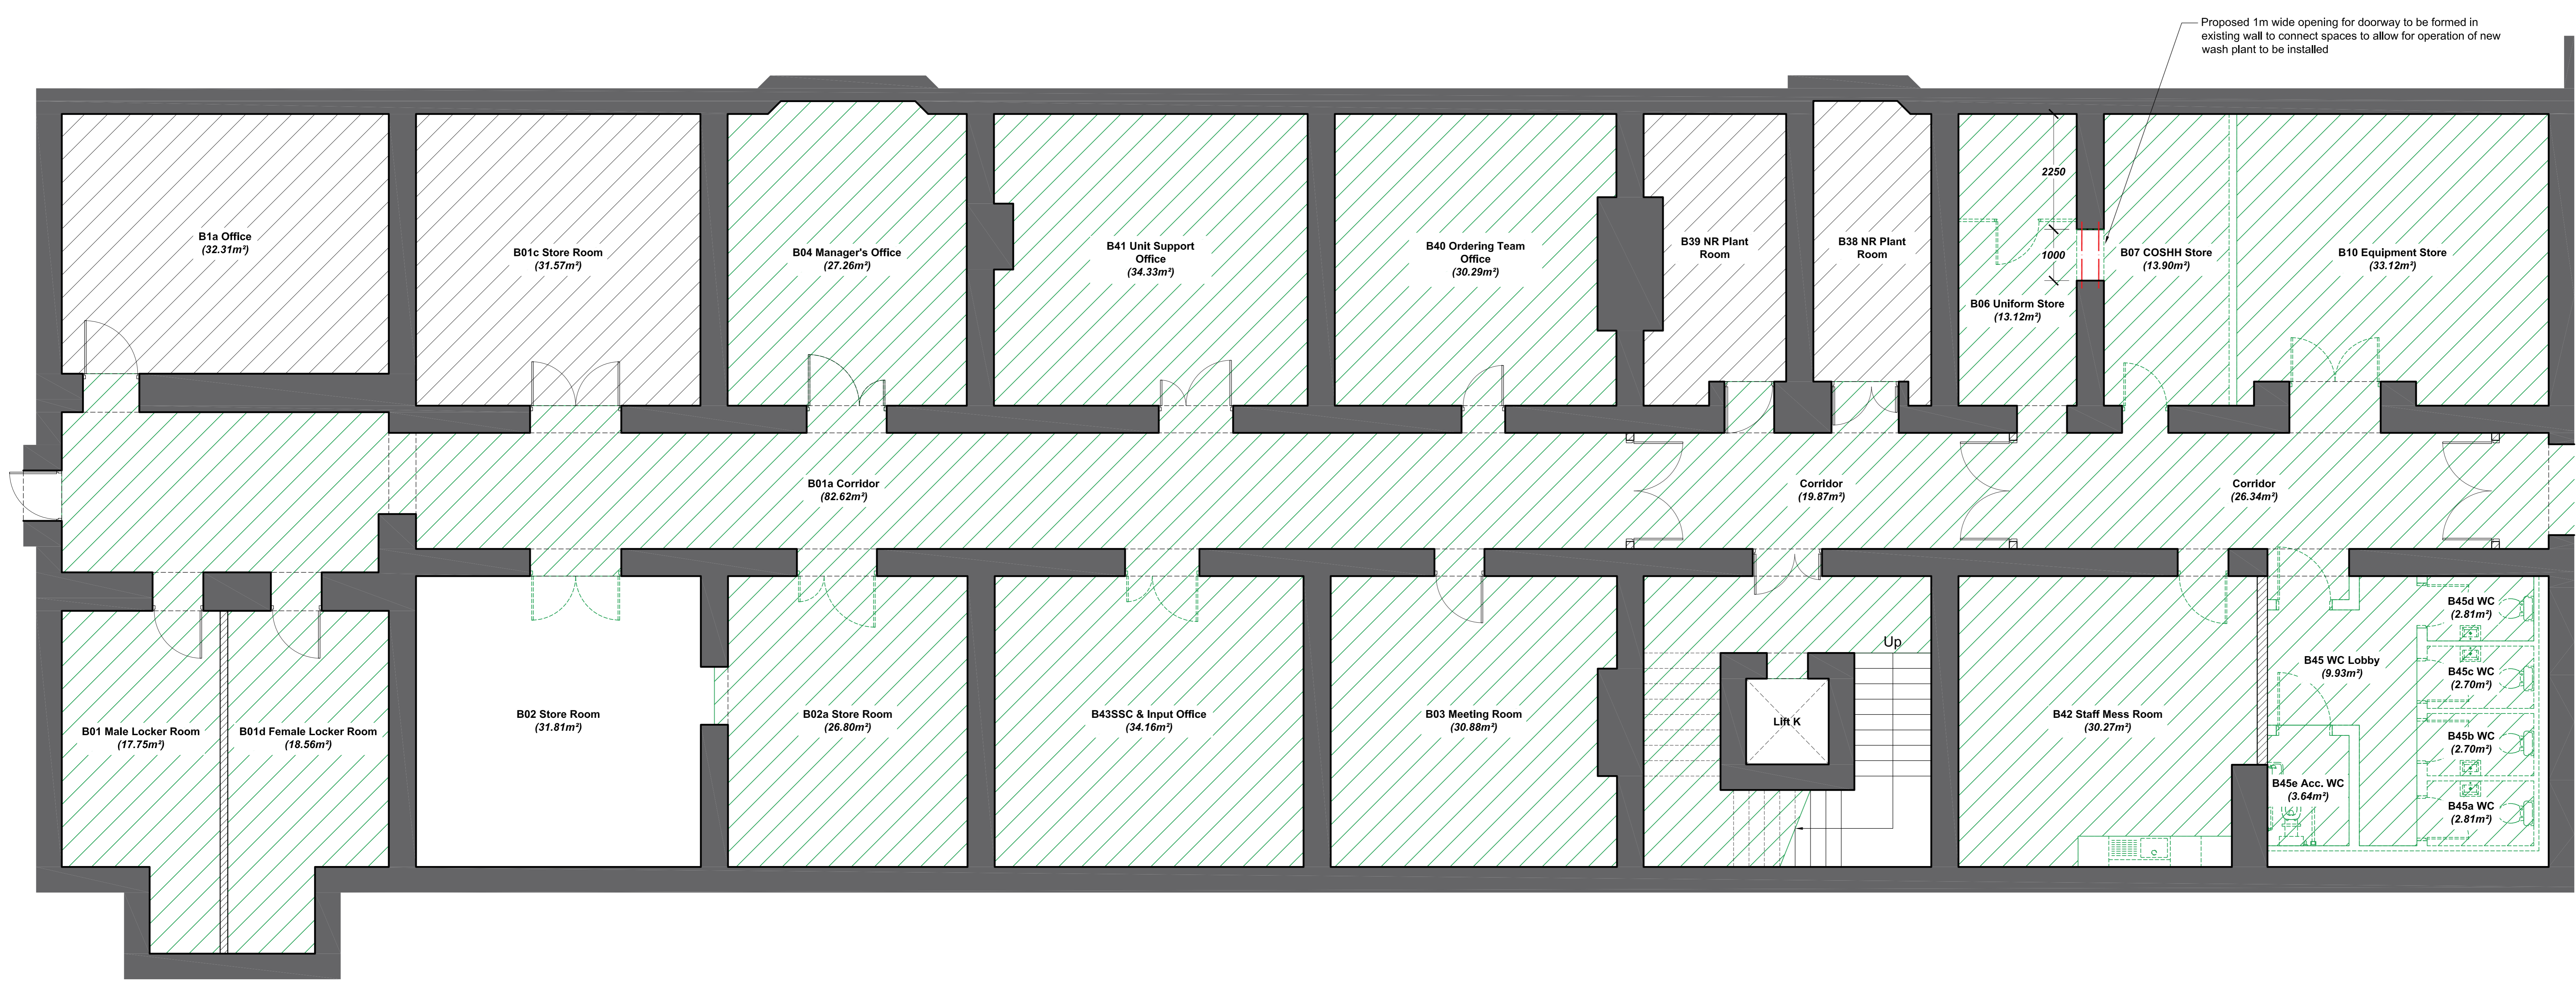 Proposed 1m wide opening for doorway to be formed in
existing wall to connect spaces to allow for operation of new
wash plant to be installed
B1a Office
(32.31m²)
B01c Store Room
(31.57m²)
B04 Manager's Office
(27.26m²)
B41 Unit Support
Office
(34.33m²)
B40 Ordering Team
Office
(30.29m²)
B39 NR Plant
Room
B38 NR Plant
Room
2250
1000
B06 Uniform Store
(13.12m²)
B07 COSHH Store
(13.90m²)
B10 Equipment Store
(33.12m²)
B01a Corridor
(82.62m²)
Corridor
(19.87m²)
Corridor
(26.34m²)
B01 Male Locker Room
(17.75m²)
B01d Female Locker Room
(18.56m²)
B02 Store Room
(31.81m²)
B02a Store Room
(26.80m²)
B43SSC & Input Office
(34.16m²)
B03 Meeting Room
(30.88m²)
Up
Lift K
B42 Staff Mess Room
(30.27m²)
B45 WC Lobby
(9.93m²)
B45d WC
(2.81m²)
B45c WC
(2.70m²)
B45b WC
(2.70m²)
B45a WC
(2.81m²)
B45e Acc. WC
(3.64m²)